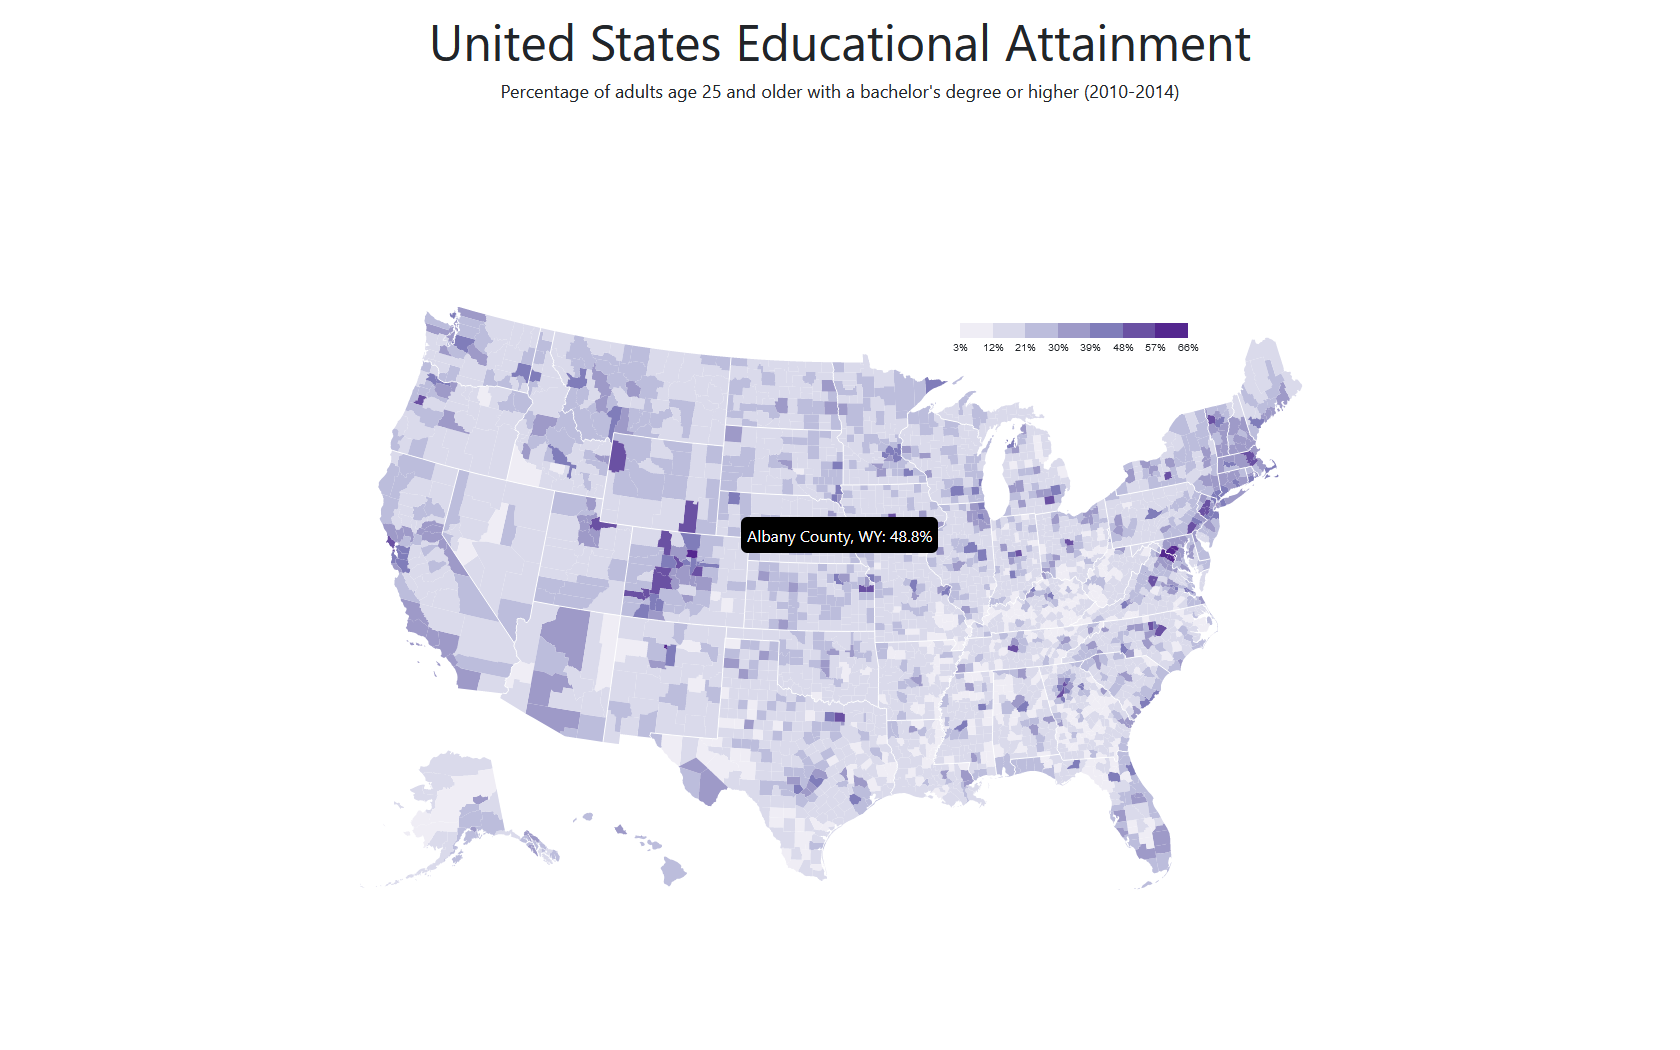 United States Educational Attainment
Percentage of adults age 25 and older with a bachelor's degree or higher (2010-2014)
3% 12% 21% 30% 39% 48% 57% 66%
Albany County, WY: 48.8%